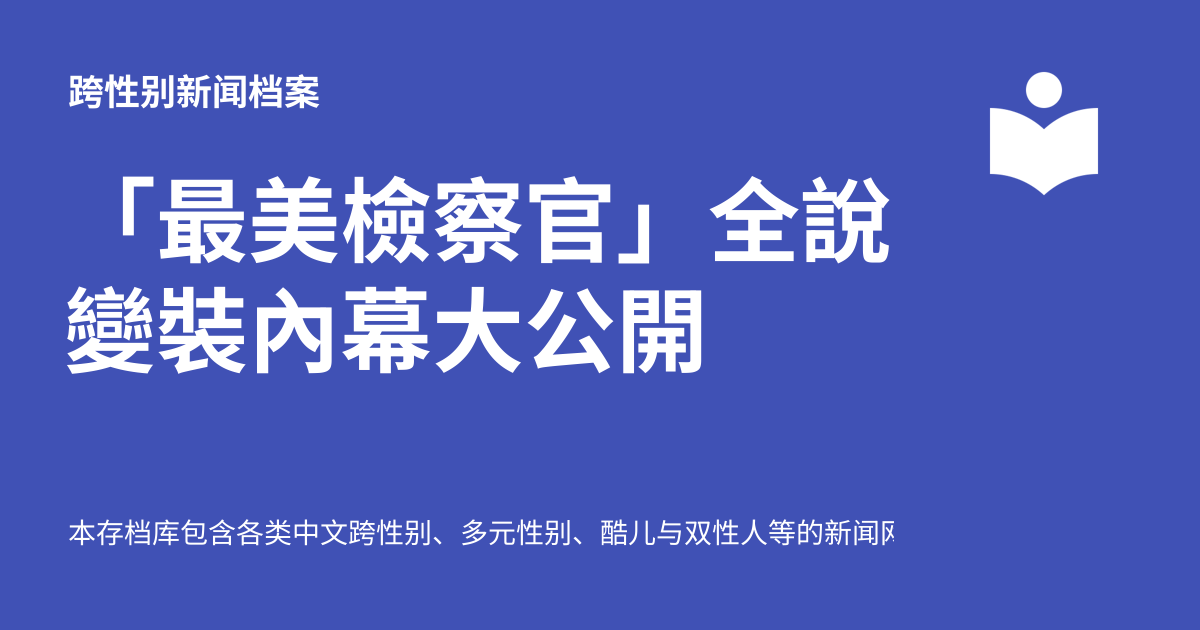 跨性别新闻档案
「最美檢察官」全說
變裝內幕大公開
本存档库包含各类中文跨性别、多元性别、酷儿与双性人等的新闻